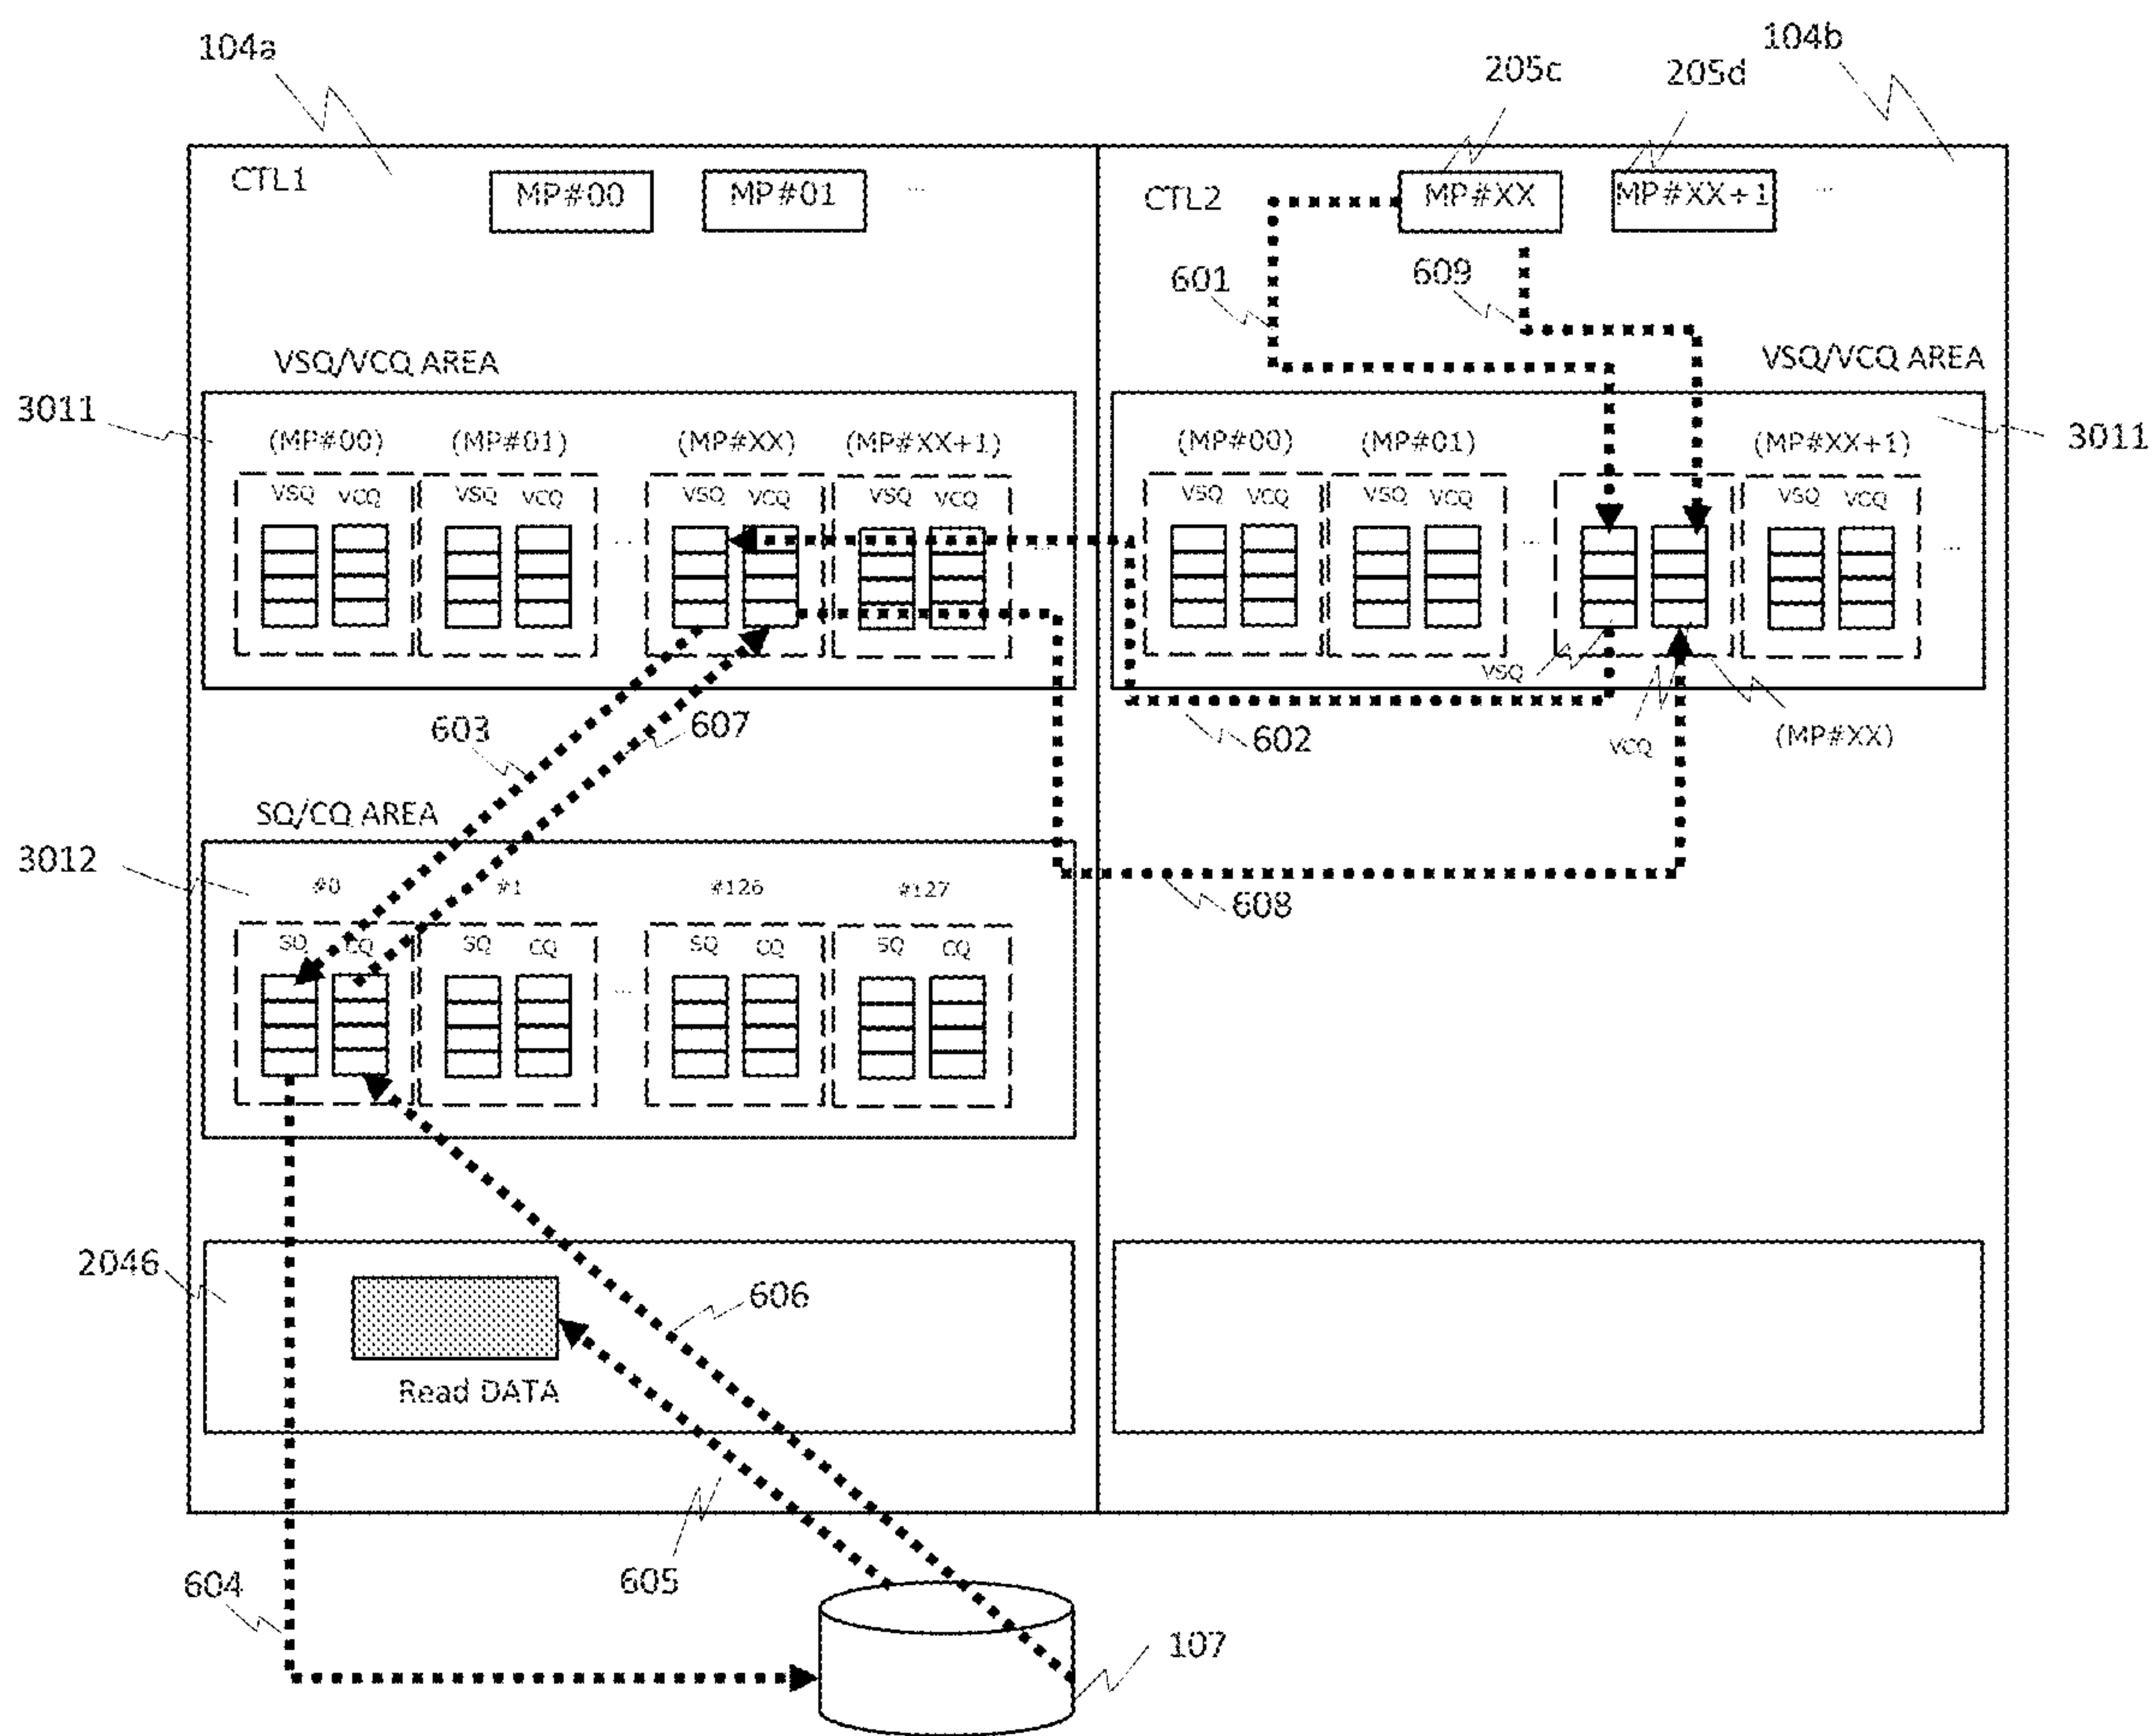 104a
104b
205c
205d
CTL1
MP#00
MP#01
...
CTL2
MP#XX
MP#XX+1
...
601
609
VSQ/VCQ AREA
VSQ/VCQ AREA
3011
3011
(MP#00)
(MP#01)
(MP#XX)
(MP#XX+1)
(MP#00)
(MP#01)
(MP#XX+1)
VSQ VCQ
VSQ VCQ
VSQ VCQ
VSQ VCQ
VSQ VCQ
VSQ VCQ
VSQ VCQ
...
...
...
...
VSQ
VCQ
(MP#XX)
603
607
602
SQ/CQ AREA
3012
#0
#1
#126
#127
608
SQ CQ
SQ CQ
SQ CQ
SQ CQ
...
2046
606
Read DATA
604
605
107